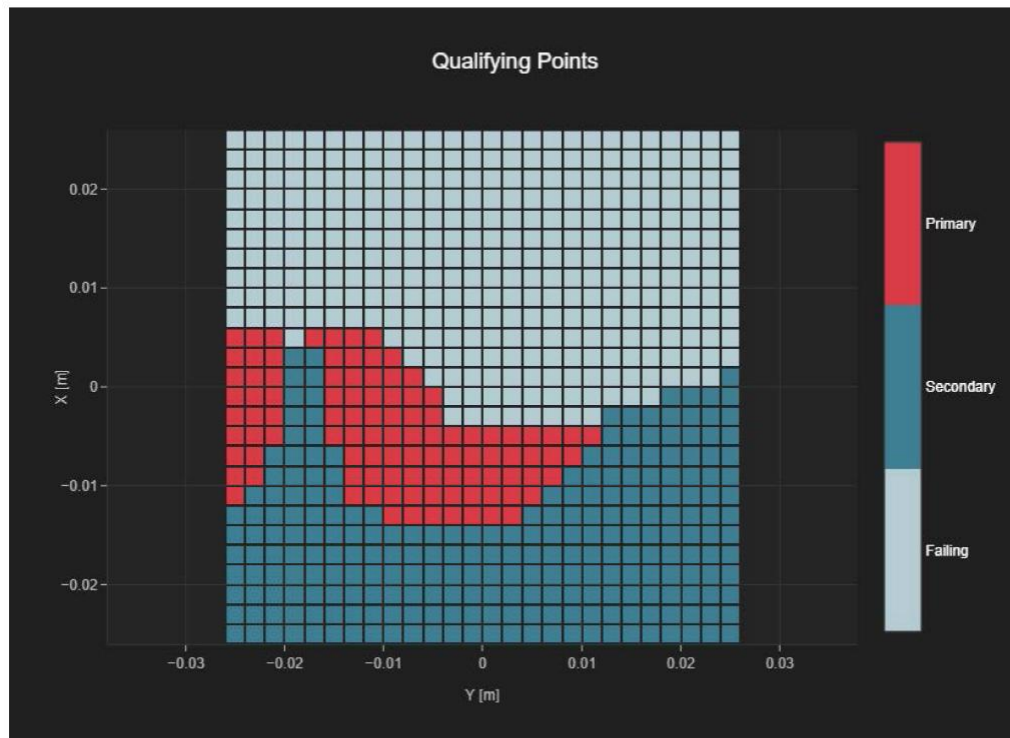 Qualifying Points
0.02
0.01
0
−0.01
−0.02
X [m]
−0.03
−0.02
−0.01
0
0.01
0.02
0.03
Y [m]
Primary
Secondary
Failing